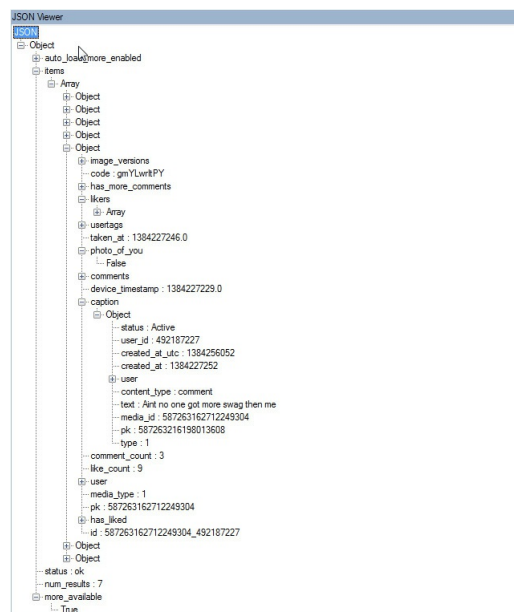 JSON Viewer
JSON
Object
auto_load_more_enabled
items
Array
Object
Object
Object
Object
Object
image_versions
code : gmYLwrltPY
has_more_comments
likers
Array
usertags
taken_at : 1384227246.0
photo_of_you
False
comments
device_timestamp : 1384227229.0
caption
Object
status : Active
user_id : 492187227
created_at_utc : 1384256052
created_at : 1384227252
user
content_type : comment
text : Aint no one got more swag then me
media_id : 587263162712249304
pk : 587263216198013608
type : 1
comment_count : 3
like_count : 9
user
media_type : 1
pk : 587263162712249304
has_liked
id : 587263162712249304_492187227
Object
Object
status : ok
num_results : 7
more_available
True